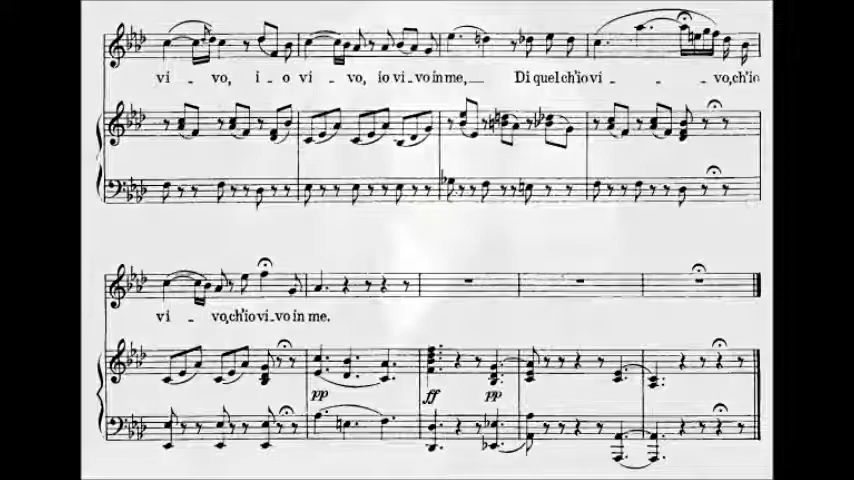 vi - vo, i - o vi - vo, io vi - vo in me, Di quel ch'io vi - - vo, ch'io
vi - vo, ch'io vi - vo in me.
pp ff pp